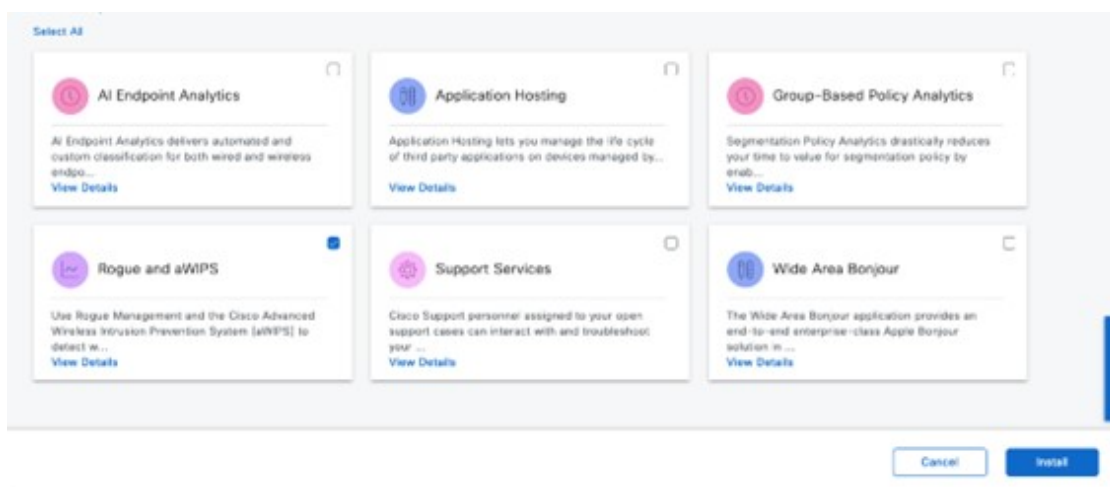 Select All
AI Endpoint Analytics
AI Endpoint Analytics delivers automated and
custom classification for both wired and wireless
endpo...
View Details
Application Hosting
Application Hosting lets you manage the life cycle
of third party applications on devices managed by...
View Details
Group-Based Policy Analytics
Segmentation Policy Analytics drastically reduces
your time to value for segmentation policy by
enab...
View Details
Rogue and aWIPS
Use Rogue Management and the Cisco Advanced
Wireless Intrusion Prevention System (aWIPS) to
detect w...
View Details
Support Services
Cisco Support personnel assigned to your open
support cases can interact with and troubleshoot
your ...
View Details
Wide Area Bonjour
The Wide Area Bonjour application provides an
end-to-end enterprise-class Apple Bonjour
solution in ...
View Details
Cancel
Install